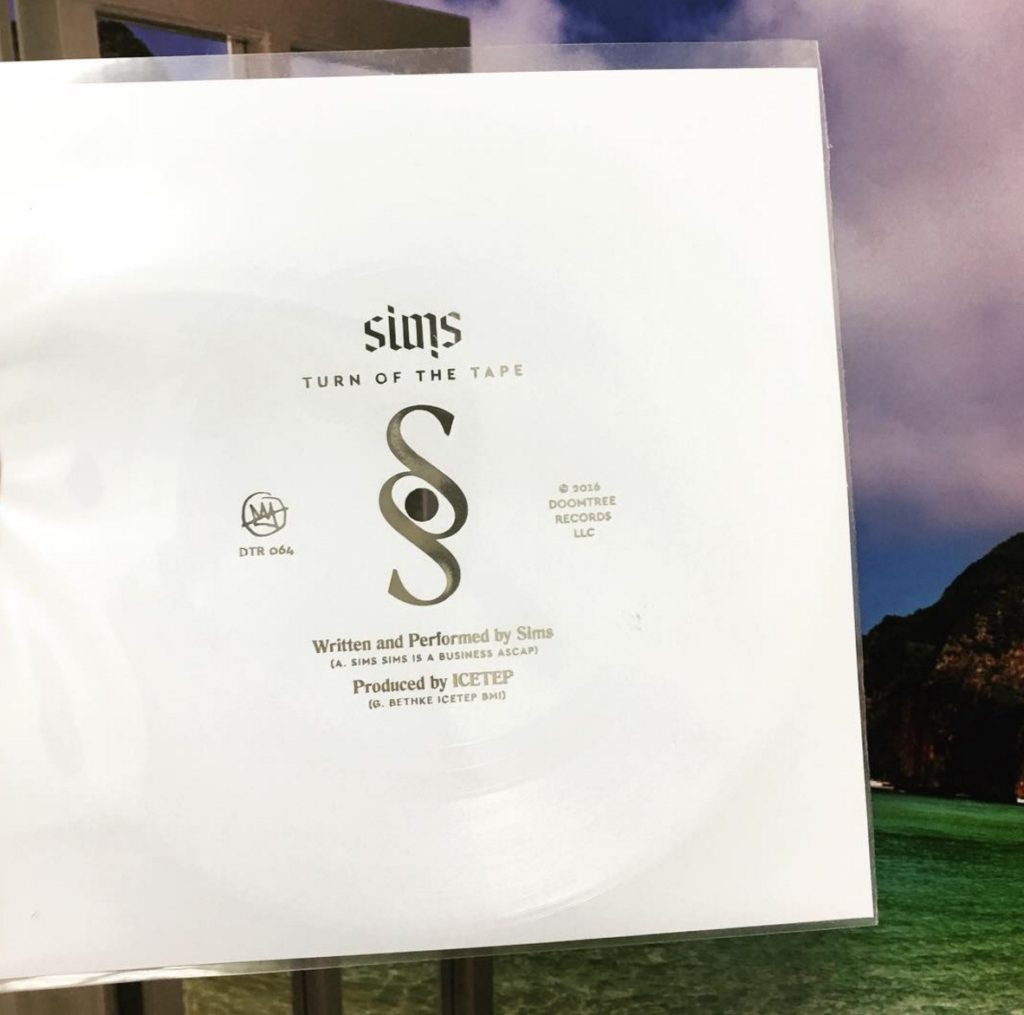 sims
TURN OF THE TAPE
DTR 064
© 2016
DOOMTREE
RECORDS
LLC
Written and Performed by Sims
(A. SIMS SIMS IS A BUSINESS ASCAP)
Produced by ICETEP
(G. BETHKE ICETEP BMI)